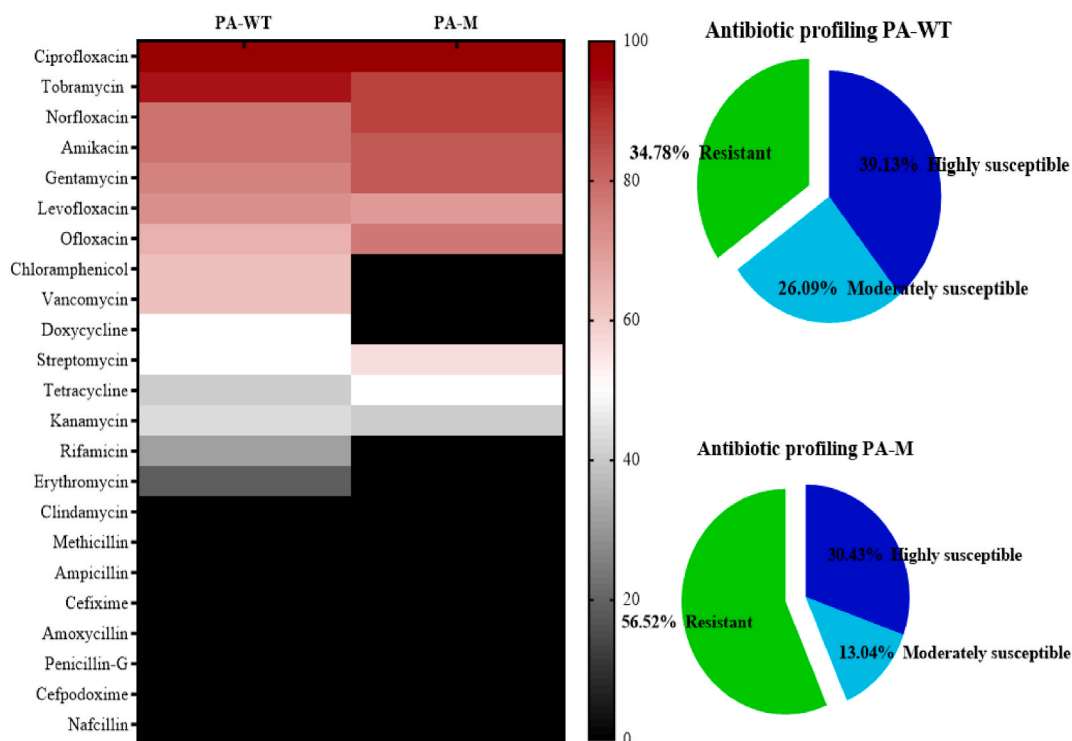 PA-WT PA-M
Ciprofloxacin
Tobramycin
Norfloxacin
Amikacin
Gentamycin
Levofloxacin
Ofloxacin
Chloramphenicol
Vancomycin
Doxycycline
Streptomycin
Tetracycline
Kanamycin
Rifamicin
Erythromycin
Clindamycin
Methicillin
Ampicillin
Cefixime
Amoxycillin
Penicillin-G
Cefpodoxime
Nafcillin
100
80
60
40
20
0
Antibiotic profiling PA-WT
34.78% Resistant
39.13% Highly susceptible
26.09% Moderately susceptible
Antibiotic profiling PA-M
30.43% Highly susceptible
56.52% Resistant
13.04% Moderately susceptible